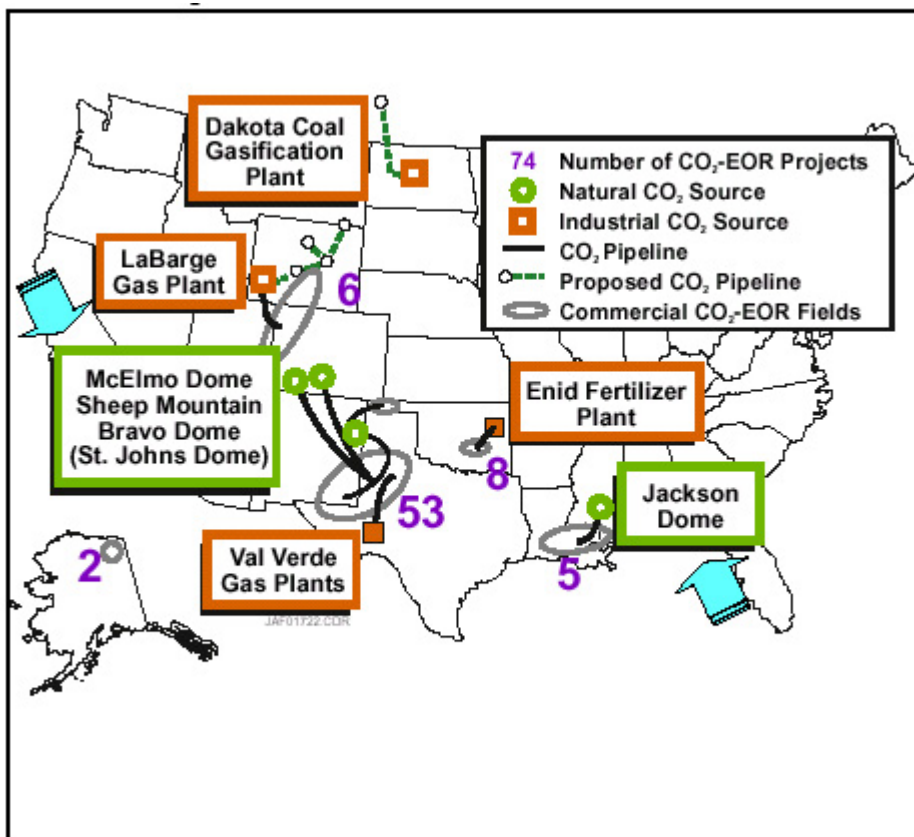 Dakota Coal
Gasification
Plant
74 Number of CO₂-EOR Projects
Natural CO₂ Source
Industrial CO₂ Source
CO₂ Pipeline
Proposed CO₂ Pipeline
Commercial CO₂-EOR Fields
LaBarge
Gas Plant
6
McElmo Dome
Sheep Mountain
Bravo Dome
(St. Johns Dome)
Enid Fertilizer
Plant
8
53
Jackson
Dome
Val Verde
Gas Plants
5
2
JAF01722.CDR